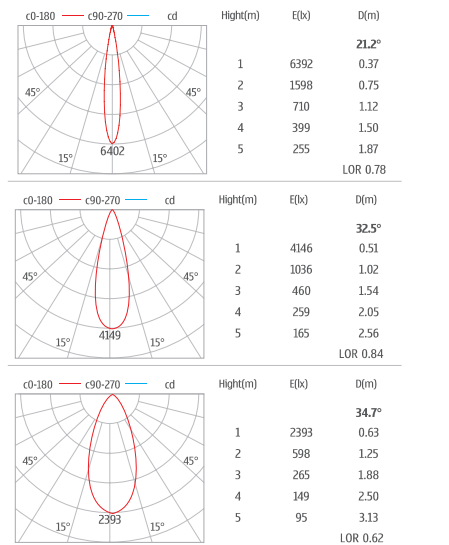 c0-180 c90-270 cd Hight(m) E(lx) D(m)
21.2°
1 6392 0.37
45° 45° 2 1598 0.75
3 710 1.12
4 399 1.50
6402
15° 15° 5 255 1.87
LOR 0.78
c0-180 c90-270 cd Hight(m) E(lx) D(m)
32.5°
1 4146 0.51
45° 45° 2 1036 1.02
3 460 1.54
4 259 2.05
4149
15° 15° 5 165 2.56
LOR 0.84
c0-180 c90-270 cd Hight(m) E(lx) D(m)
34.7°
1 2393 0.63
45° 45° 2 598 1.25
3 265 1.88
4 149 2.50
2393
15° 15° 5 95 3.13
LOR 0.62